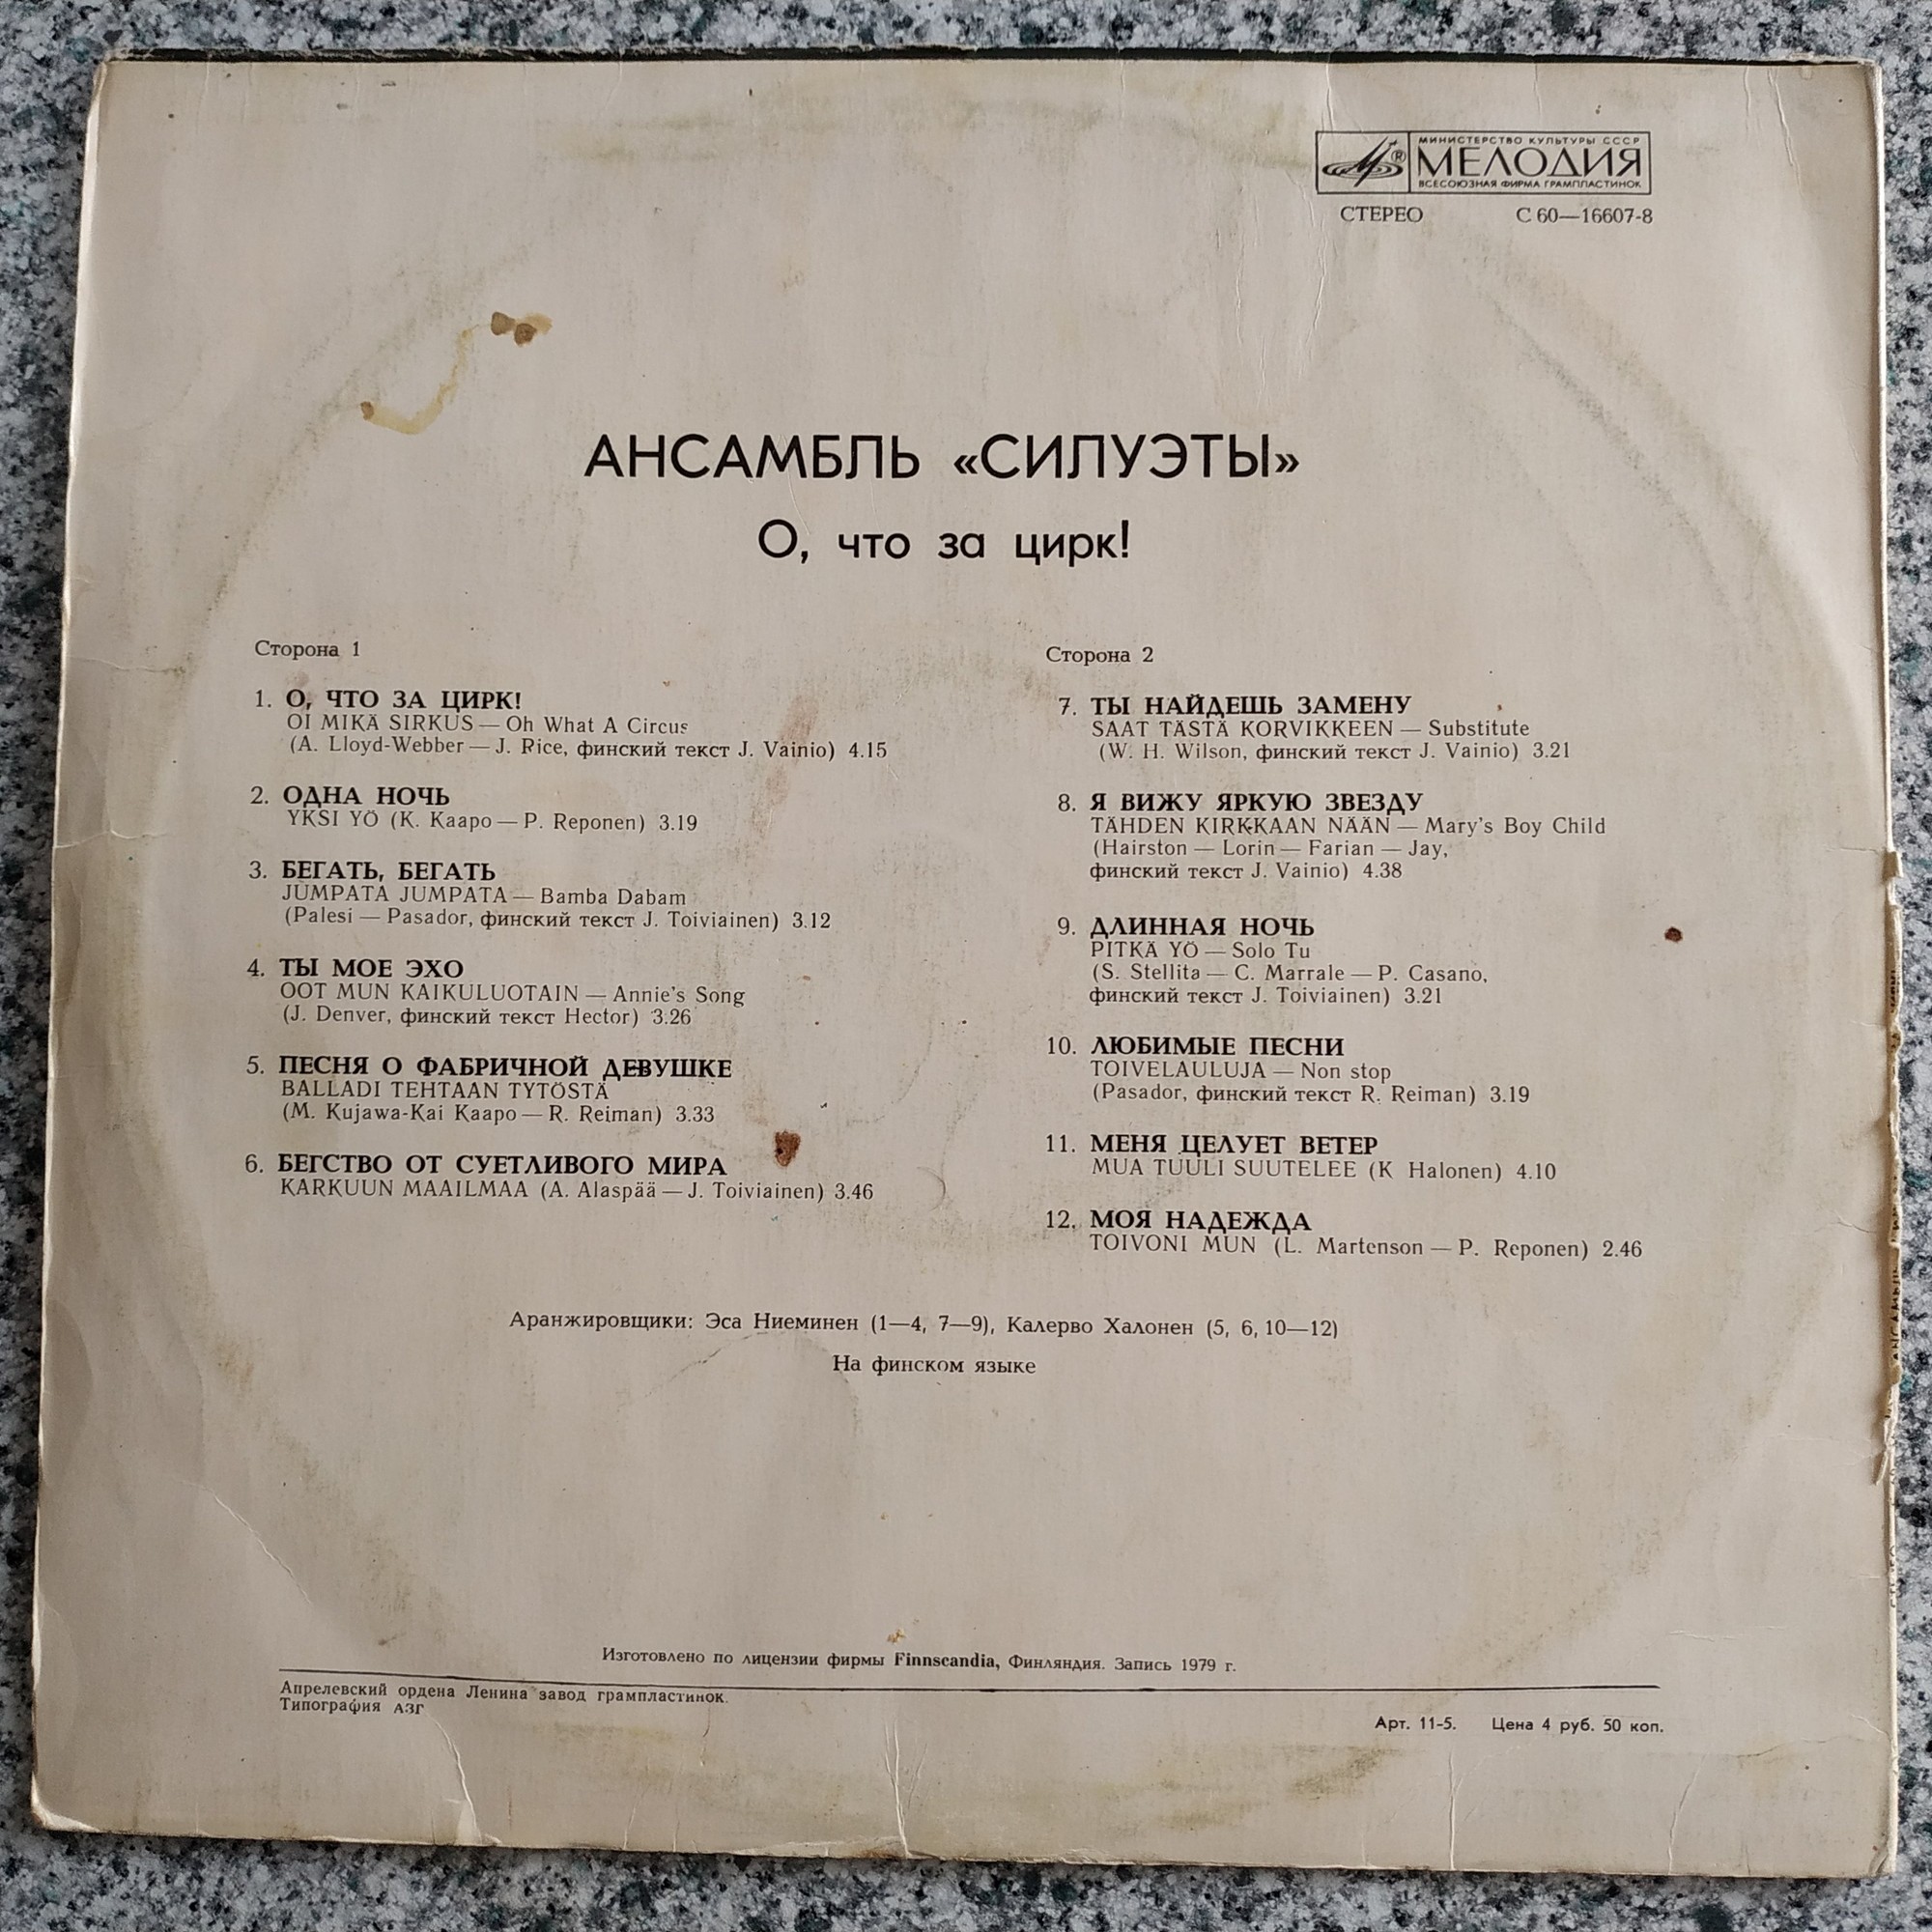 МИНИСТЕРСТВО КУЛЬТУРЫ СССР
МЕЛОДИЯ
ВСЕСОЮЗНАЯ ФИРМА ГРАМПЛАСТИНОК
СТЕРЕО С 60—16607-8
АНСАМБЛЬ «СИЛУЭТЫ»
О, что за цирк!
Сторона 1
1. О, ЧТО ЗА ЦИРК!
OI MIKÄ SIRKUS — Oh What A Circus
(A. Lloyd-Webber — J. Rice, финский текст J. Vainio) 4.15
2. ОДНА НОЧЬ
YKSI YÖ (K. Kaapo — P. Reponen) 3.19
3. БЕГАТЬ, БЕГАТЬ
JUMPATA JUMPATA — Bamba Dabam
(Palesi — Pasador, финский текст J. Toiviainen) 3.12
4. ТЫ МОЕ ЭХО
OOT MUN KAIKULUOTAIN — Annie's Song
(J. Denver, финский текст Hector) 3.26
5. ПЕСНЯ О ФАБРИЧНОЙ ДЕВУШКЕ
BALLADI TEHTAAN TYTÖSTÄ
(M. Kujawa-Kai Kaapo — R. Reiman) 3.33
6. БЕГСТВО ОТ СУЕТЛИВОГО МИРА
KARKUUN MAAILMAA (A. Alaspää — J. Toiviainen) 3.46
Сторона 2
7. ТЫ НАЙДЕШЬ ЗАМЕНУ
SAAT TÄSTÄ KORVIKKEEN — Substitute
(W. H. Wilson, финский текст J. Vainio) 3.21
8. Я ВИЖУ ЯРКУЮ ЗВЕЗДУ
TÄHDEN KIRKKAAN NÄÄN — Mary's Boy Child
(Hairston — Lorin — Farian — Jay,
финский текст J. Vainio) 4.38
9. ДЛИННАЯ НОЧЬ
PITKÄ YÖ — Solo Tu
(S. Stellita — C. Marrale — P. Casano,
финский текст J. Toiviainen) 3.21
10. ЛЮБИМЫЕ ПЕСНИ
TOIVELAULUJA — Non stop
(Pasador, финский текст R. Reiman) 3.19
11. МЕНЯ ЦЕЛУЕТ ВЕТЕР
MUA TUULI SUUTELEE (K Halonen) 4.10
12. МОЯ НАДЕЖДА
TOIVONI MUN (L. Martenson — P. Reponen) 2.46
Аранжировщики: Эса Ниеминен (1—4, 7—9), Калерво Халонен (5, 6, 10—12)
На финском языке
Изготовлено по лицензии фирмы Finnscandia, Финляндия. Запись 1979 г.
Апрелевский ордена Ленина завод грампластинок.
Типография АЗГ
Арт. 11-5. Цена 4 руб. 50 коп.